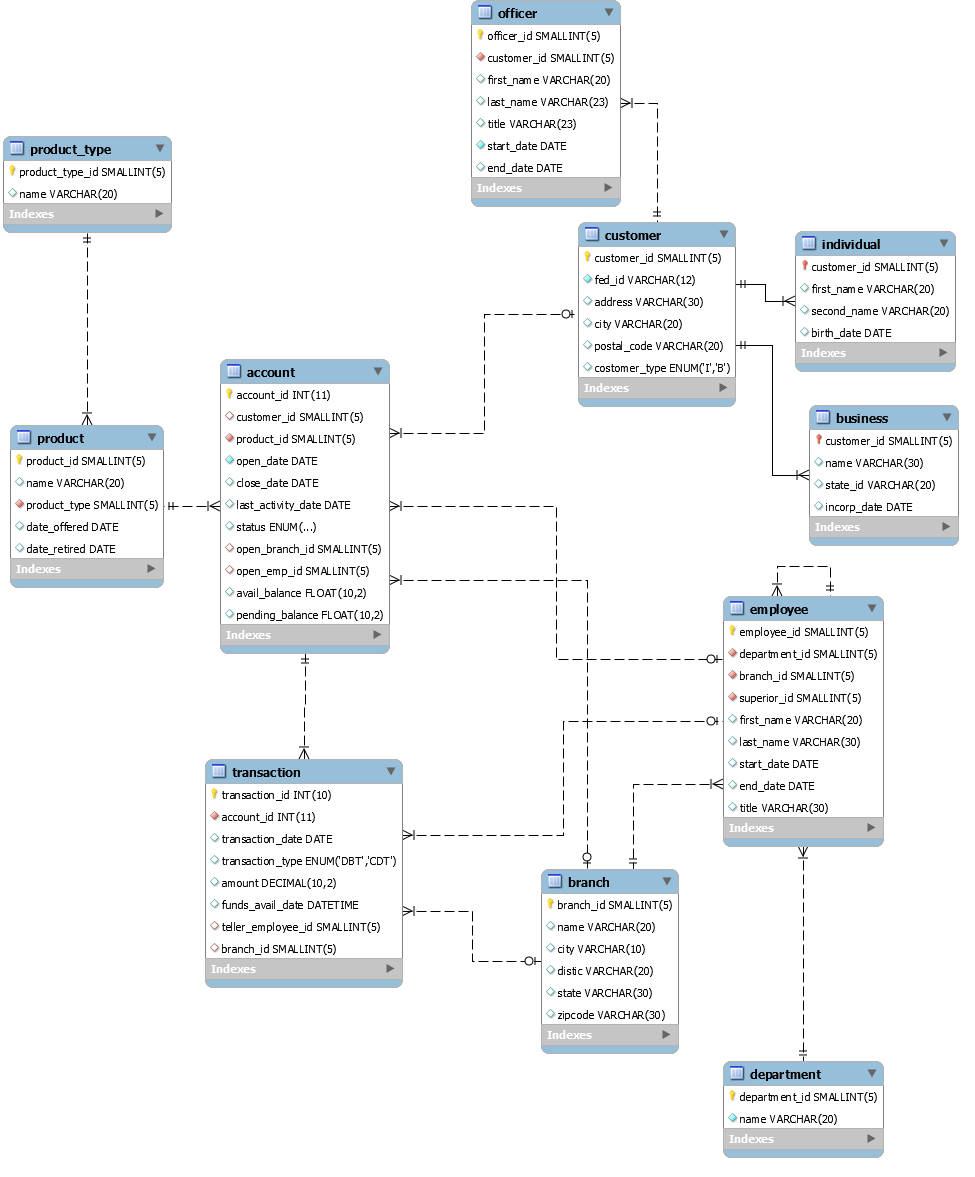 officer
officer_id SMALLINT(5)
customer_id SMALLINT(5)
first_name VARCHAR(20)
last_name VARCHAR(23)
title VARCHAR(23)
start_date DATE
end_date DATE
Indexes
product_type
product_type_id SMALLINT(5)
name VARCHAR(20)
Indexes
customer
customer_id SMALLINT(5)
fed_id VARCHAR(12)
address VARCHAR(30)
city VARCHAR(20)
postal_code VARCHAR(20)
costomer_type ENUM('I','B')
Indexes
individual
customer_id SMALLINT(5)
first_name VARCHAR(20)
second_name VARCHAR(20)
birth_date DATE
Indexes
account
account_id INT(11)
customer_id SMALLINT(5)
product_id SMALLINT(5)
open_date DATE
close_date DATE
last_activity_date DATE
status ENUM(...)
open_branch_id SMALLINT(5)
open_emp_id SMALLINT(5)
avail_balance FLOAT(10,2)
pending_balance FLOAT(10,2)
Indexes
business
customer_id SMALLINT(5)
name VARCHAR(30)
state_id VARCHAR(20)
incorp_date DATE
Indexes
product
product_id SMALLINT(5)
name VARCHAR(20)
product_type SMALLINT(5)
date_offered DATE
date_retired DATE
Indexes
employee
employee_id SMALLINT(5)
department_id SMALLINT(5)
branch_id SMALLINT(5)
superior_id SMALLINT(5)
first_name VARCHAR(20)
last_name VARCHAR(30)
start_date DATE
end_date DATE
title VARCHAR(30)
Indexes
transaction
transaction_id INT(10)
account_id INT(11)
transaction_date DATE
transaction_type ENUM('DBT','CDT')
amount DECIMAL(10,2)
funds_avail_date DATETIME
teller_employee_id SMALLINT(5)
branch_id SMALLINT(5)
Indexes
branch
branch_id SMALLINT(5)
name VARCHAR(20)
city VARCHAR(10)
distic VARCHAR(20)
state VARCHAR(30)
zipcode VARCHAR(30)
Indexes
department
department_id SMALLINT(5)
name VARCHAR(20)
Indexes